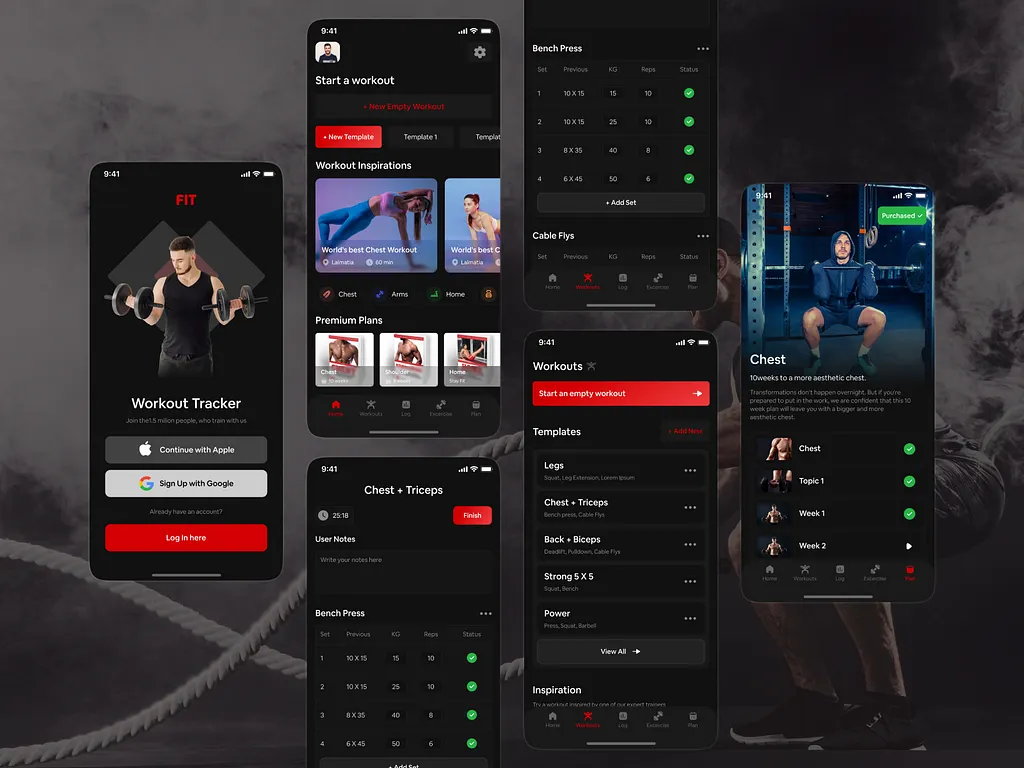 9:41
FIT
Workout Tracker
Join the1.5 milion people, who train with us
Continue with Apple
Sign Up with Google
Already have an account?
Log In here
9:41
Start a workout
+ New Empty Workout
+ New Template
Template 1
Templat
Workout Inspirations
World's best Chest Workout
Lalmatia
60 min
World's best C
Lalmatia
Chest
Arms
Home
Premium Plans
Chest
10 weeks
Shoulder
Home
Stay fit
Home
Workouts
Log
Excercise
Plan
9:41
Chest + Triceps
25:18
Finish
User Notes
Write your notes here
Bench Press
Set Previous KG Reps Status
1 10 X 15 15 10
2 10 X 15 25 10
3 8 X 35 40 8
4 6 X 45 50 6
+ Add Set
Bench Press
Set Previous KG Reps Status
1 10 X 15 15 10
2 10 X 15 25 10
3 8 X 35 40 8
4 6 X 45 50 6
+ Add Set
Cable Flys
Set Previous KG Reps Status
Home
Workouts
Log
Excercise
Plan
9:41
Workouts
Start an empty workout
Templates
+ Add New
Legs
Squat, Leg Extension, Lorem Ipsum
Chest + Triceps
Bench press, Cable Flys
Back + Biceps
Deadlift, Pulldown, Cable Flys
Strong 5 X 5
Squat, Bench
Power
Press, Squat, Barbell
View All
Inspiration
Try a workout inspired by one of our expert trainers
Home
Workouts
Log
Excercise
Plan
9:41
Purchased
Chest
10weeks to a more aesthetic chest.
Transformations don't happen overnight. But if you're
prepared to put in the work, we are confident that this 10
week plan will leave you with a bigger and more
aesthetic chest.
Chest
Topic 1
Week 1
Week 2
Home
Workouts
Log
Excercise
Plan